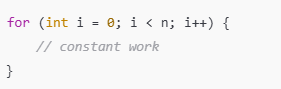 for (int i = 0; i < n; i++) {
    // constant work
}